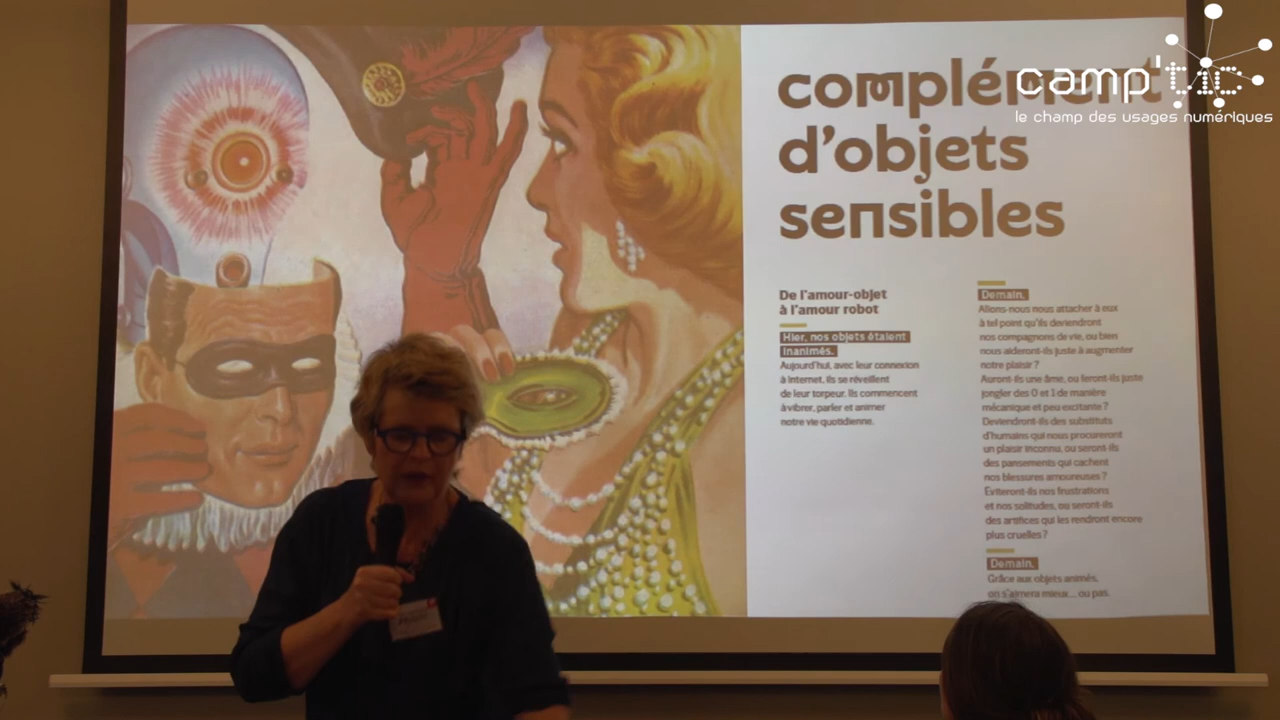 camp'tic
le champ des usages numériques
complément
d'objets
sensibles
De l'amour-objet
à l'amour robot
Hier, nos objets étaient
inanimés.
Aujourd'hui, avec leur connexion
à internet, ils se réveillent
de leur torpeur. Ils commencent
à vibrer, parler et animer
notre vie quotidienne.
Demain,
Allons-nous nous attacher à eux
à tel point qu'ils deviendront
nos compagnons de vie, ou bien
nous aideront-ils juste à augmenter
notre plaisir ?
Auront-ils une âme, ou feront-ils juste
jongler des 0 et 1 de manière
mécanique et peu excitante ?
Deviendront-ils des substituts
d'humains qui nous procureront
un plaisir inconnu, ou seront-ils
des pansements qui cachent
nos blessures amoureuses ?
Éviteront-ils nos frustrations
et nos solitudes, ou seront-ils
des artifices qui les rendront encore
plus cruelles ?
Demain,
Grâce aux objets animés,
on s'aimera mieux... ou pas.